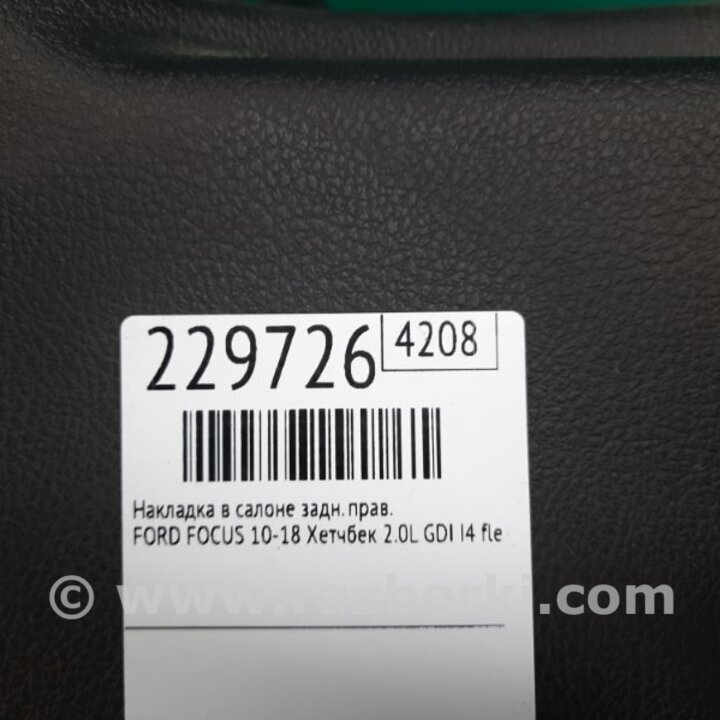 229726
4208
Накладка в салоне задн. прав.
FORD FOCUS 10-18 Хетчбек 2.0L GDI I4 fle
© www.razborki.com